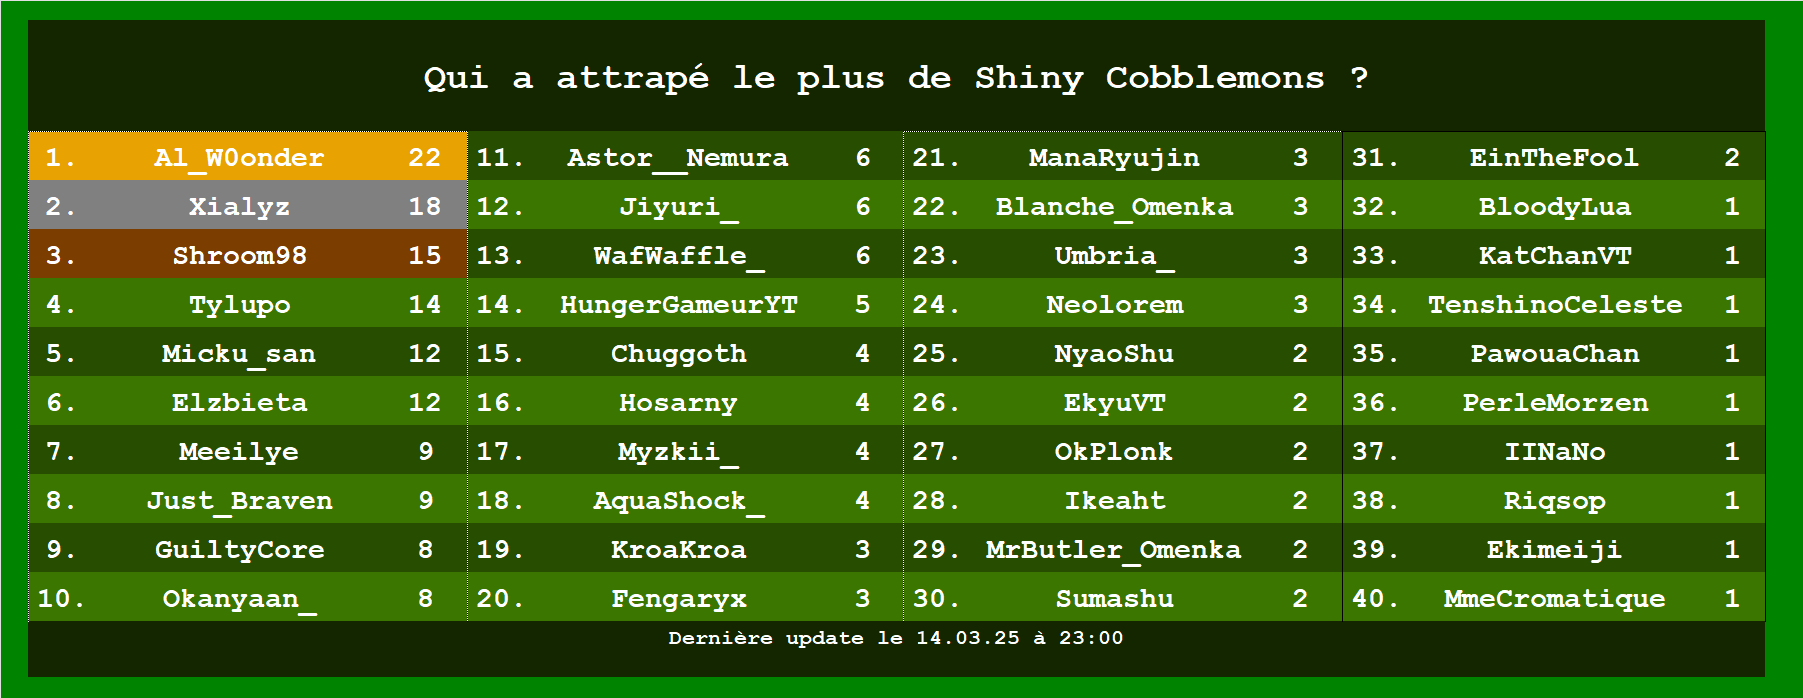 Qui a attrapé le plus de Shiny Cobblemons ?
1. Al_W0onder 22
2. Xialyz 18
3. Shroom98 15
4. Tylupo 14
5. Micku_san 12
6. Elzbieta 12
7. Meeilye 9
8. Just_Braven 9
9. GuiltyCore 8
10. Okanyaan_ 8
11. Astor__Nemura 6
12. Jiyuri_ 6
13. WafWaffle_ 6
14. HungerGameurYT 5
15. Chuggoth 4
16. Hosarny 4
17. Myzkii_ 4
18. AquaShock_ 4
19. KroaKroa 3
20. Fengaryx 3
21. ManaRyujin 3
22. Blanche_Omenka 3
23. Umbria_ 3
24. Neolorem 3
25. NyaoShu 2
26. EkyuVT 2
27. OkPlonk 2
28. Ikeaht 2
29. MrButler_Omenka 2
30. Sumashu 2
31. EinTheFool 2
32. BloodyLua 1
33. KatChanVT 1
34. TenshinoCeleste 1
35. PawouaChan 1
36. PerleMorzen 1
37. IINaNo 1
38. Riqsop 1
39. Ekimeiji 1
40. MmeCromatique 1
Dernière update le 14.03.25 à 23:00